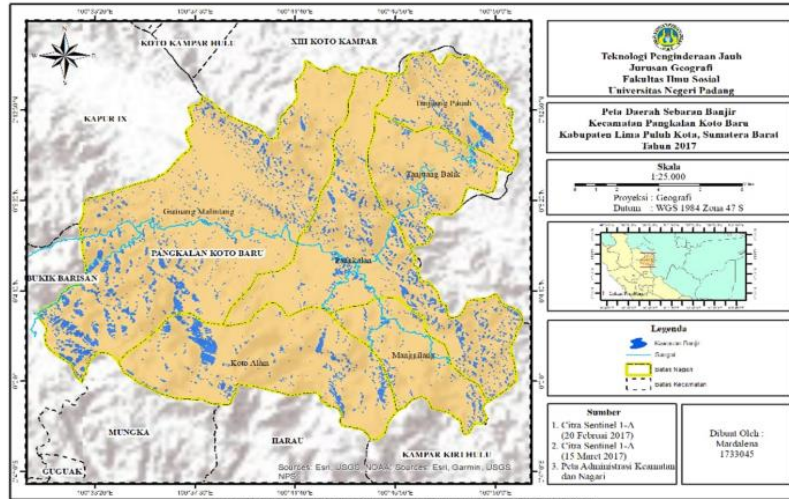 KOTO KAMPAR HULU
XIII KOTO KAMPAR
KAPUR IX
Tanjuang Pauah
Tanjuang Balik
Gunuang Malintang
PANGKALAN KOTO BARU
Pangkalan
BUKIK BARISAN
Koto Alam
Manggilang
MUNGKA
HARAU
KAMPAR KIRI HULU
GUGUAK
Sources: Esri, USGS, NOAA, Sources: Esri, Garmin, USGS,
NPS
Teknologi Penginderaan Jauh
Jurusan Geografi
Fakultas Ilmu Sosial
Universitas Negeri Padang
Peta Daerah Sebaran Banjir
Kecamatan Pangkalan Koto Baru
Kabupaten Lima Puluh Kota, Sumatera Barat
Tahun 2017
Skala
1:25.000
Proyeksi : Geografi
Datum : WGS 1984 Zona 47 S
Legenda
Kawasan Banjir
Sungai
Batas Nagari
Batas Kecamatan
Sumber
1. Citra Sentinel 1-A
(20 Februari 2017)
2. Citra Sentinel 1-A
(15 Maret 2017)
3. Peta Administrasi Kecamatan
dan Nagari
Dibuat Oleh :
Mardalena
1733045